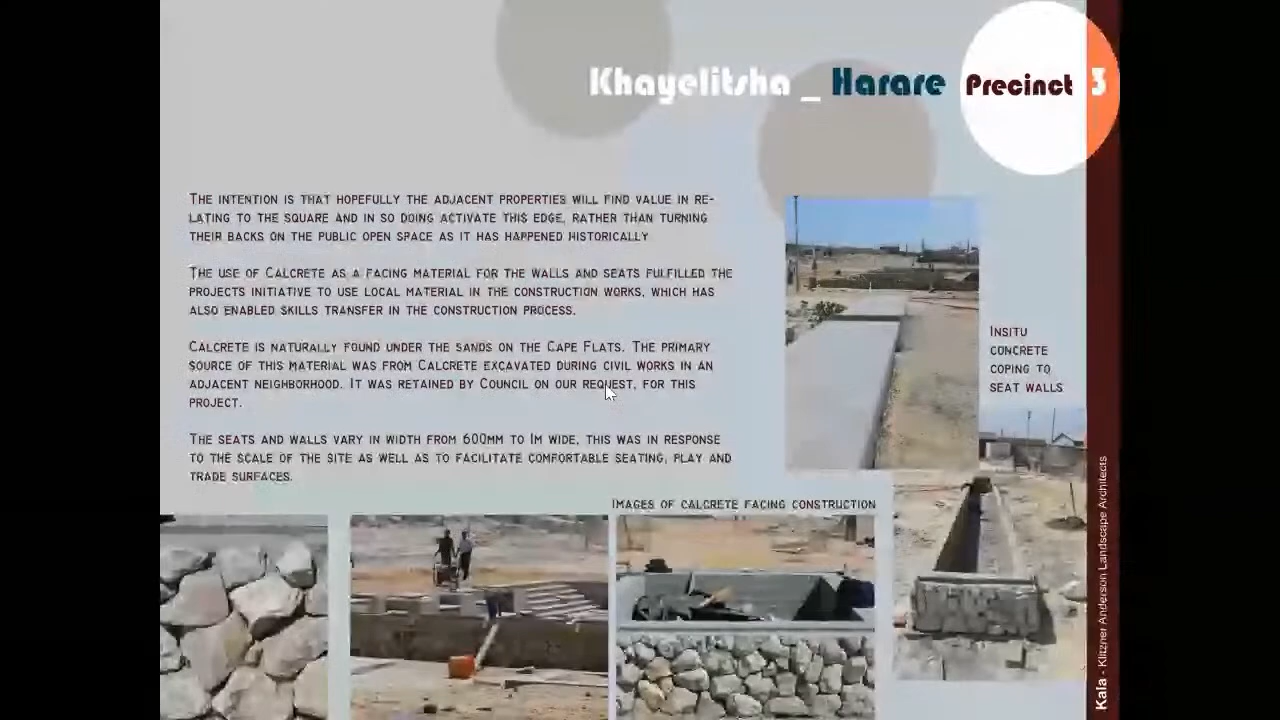 Khayelitsha _ Harare Precinct 3
The intention is that hopefully the adjacent properties will find value in re-
lating to the square and in so doing activate this edge, rather than turning
their backs on the public open space as it has happened historically
The use of Calcrete as a facing material for the walls and seats fulfilled the
projects initiative to use local material in the construction works, which has
also enabled skills transfer in the construction process.
Calcrete is naturally found under the sands on the Cape Flats. The primary
source of this material was from Calcrete excavated during civil works in an
adjacent neighborhood. It was retained by Council on our request, for this
project.
The seats and walls vary in width from 600mm to 1m wide, this was in response
to the scale of the site as well as to facilitate comfortable seating, play and
trade surfaces.
Insitu
concrete
coping to
seat walls
images of calcrete facing construction
Kala - Klitzner Anderson Landscape Architects